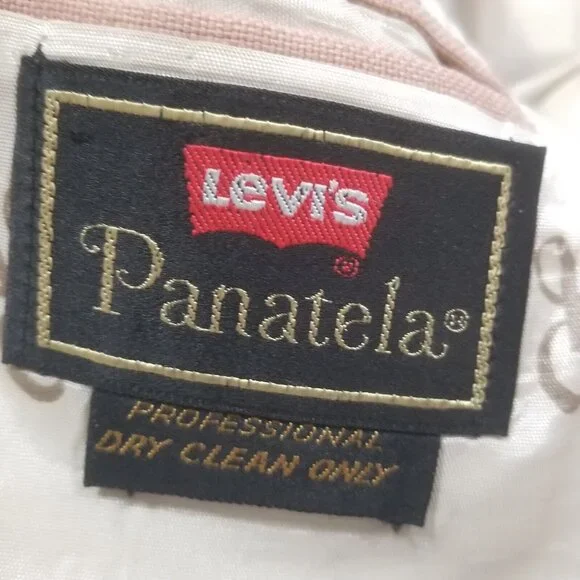 Levi's
®
Panatela®
PROFESSIONAL
DRY CLEAN ONLY